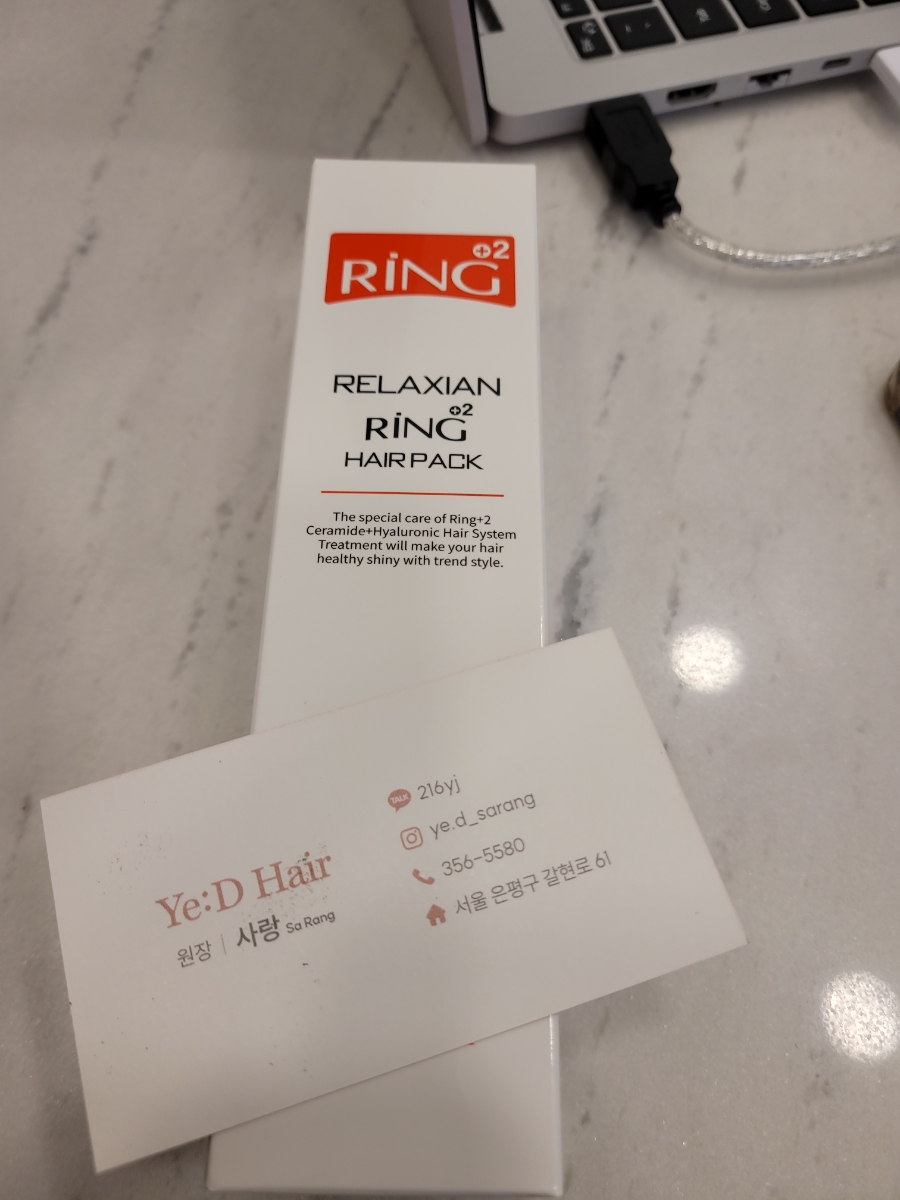 RiNG+2
RELAXIAN
RiNG+2
HAIR PACK
The special care of Ring+2
Ceramide+Hyaluronic Hair System
Treatment will make your hair
healthy shiny with trend style.
Ye:D Hair
원장 | 사랑 Sa Rang
TALK 216yj
ye.d_sarang
356-5580
서울 은평구 갈현로 61